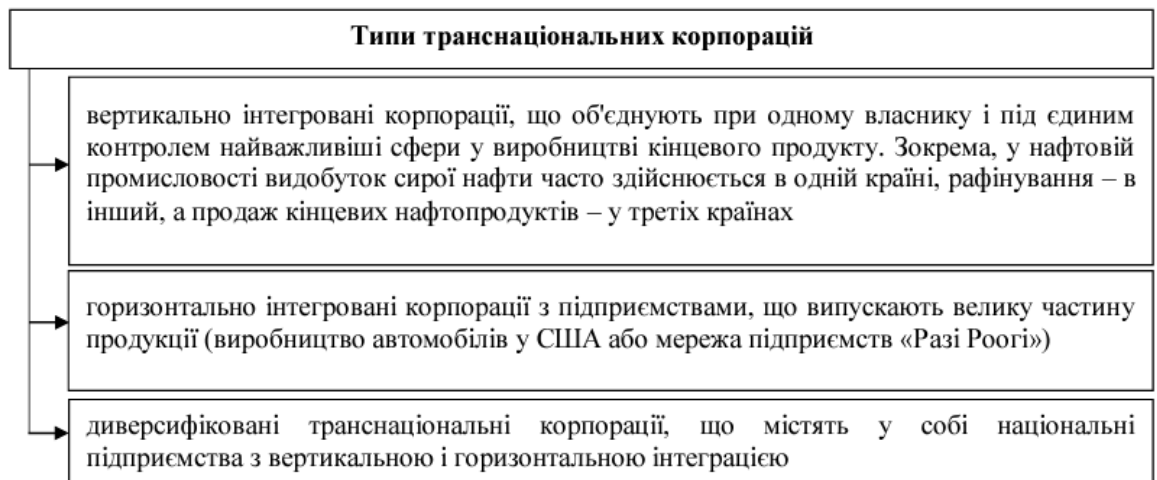 Типи транснаціональних корпорацій
вертикально інтегровані корпорації, що об'єднують при одному власнику і під єдиним
контролем найважливіші сфери у виробництві кінцевого продукту. Зокрема, у нафтовій
промисловості видобуток сирої нафти часто здійснюється в одній країні, рафінування – в
інший, а продаж кінцевих нафтопродуктів – у третіх країнах
горизонтально інтегровані корпорації з підприємствами, що випускають велику частину
продукції (виробництво автомобілів у США або мережа підприємств «Разі Роогі»)
диверсифіковані транснаціональні корпорації, що містять у собі національні
підприємства з вертикальною і горизонтальною інтеграцією